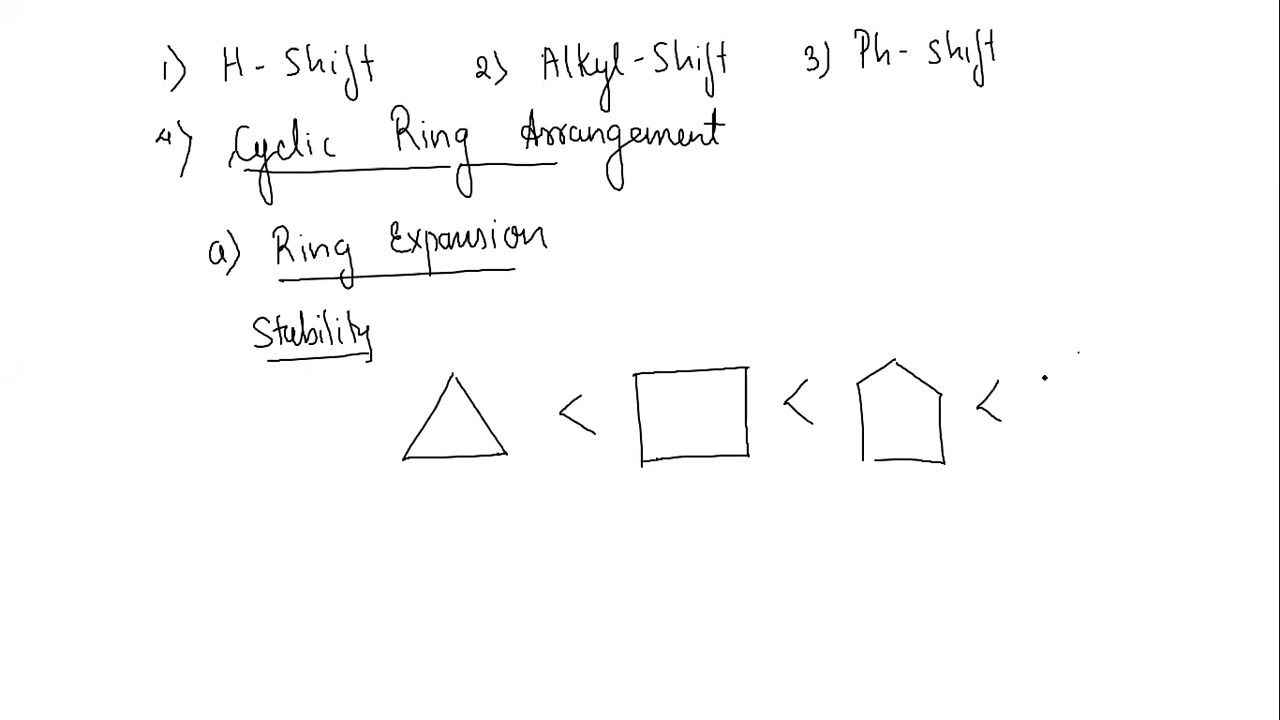 1) H - Shift 2) Alkyl - Shift 3) Ph - shift
4) Cyclic Ring Arrangement
a) Ring Expansion
Stability
< < <